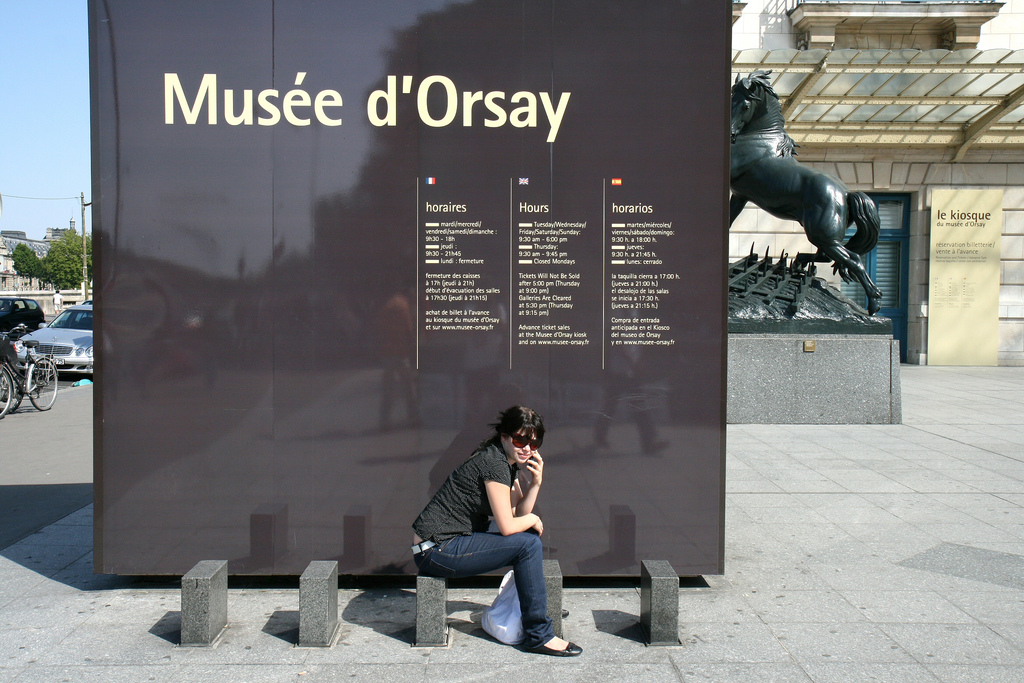 Musée d'Orsay
horaires
mardi/mercredi/
vendredi/samedi/dimanche :
9h30 - 18h
jeudi :
9h30 - 21h45
lundi : fermeture
fermeture des caisses
à 17h (jeudi à 21h)
début d'évacuation des salles
à 17h30 (jeudi à 21h15)
achat de billet à l'avance
au kiosque du musée d'Orsay
et sur www.musee-orsay.fr
Hours
Tuesday/Wednesday/
Friday/Saturday/Sunday:
9:30 am - 6:00 pm
Thursday:
9:30 am - 9:45 pm
Closed Mondays
Tickets Will Not Be Sold
after 5:00 pm (Thursday
at 9:00 pm)
Galleries Are Cleared
at 5:30 pm (Thursday
at 9:15 pm)
Advance ticket sales
at the Musee d'Orsay kiosk
and on www.musee-orsay.fr
horarios
martes/miércoles/
viernes/sábado/domingo:
9:30 h. a 18:00 h.
jueves:
9:30 h. a 21:45 h.
lunes: cerrado
la taquilla cierra a 17:00 h.
(jueves a 21:00 h.)
el desalojo de las salas
se inicia a 17:30 h.
(jueves a 21:15 h.)
Compra de entrada
anticipada en el Kiosco
del museo de Orsay
y en www.musee-orsay.fr
le kiosque
du musée d'Orsay
réservation billetterie/
vente à l'avance